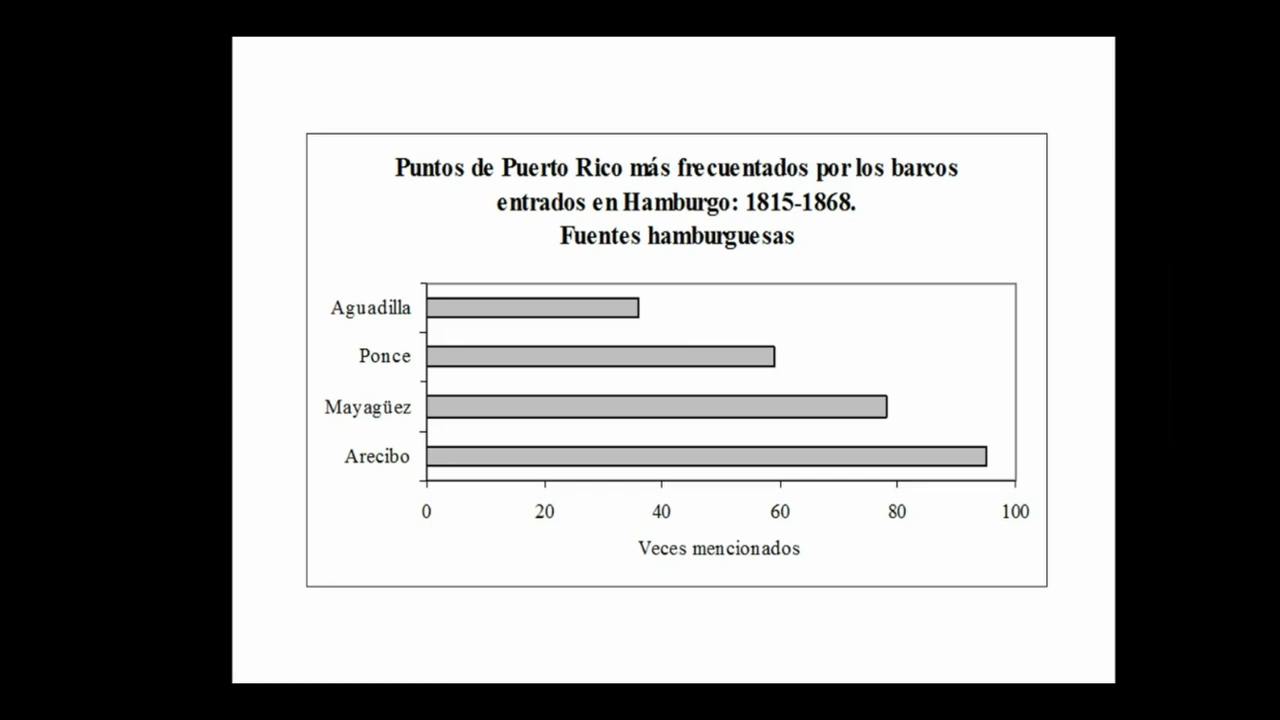 Puntos de Puerto Rico más frecuentados por los barcos
entrados en Hamburgo: 1815-1868.
Fuentes hamburguesas
Aguadilla
Ponce
Mayagüez
Arecibo
0 20 40 60 80 100
Veces mencionados